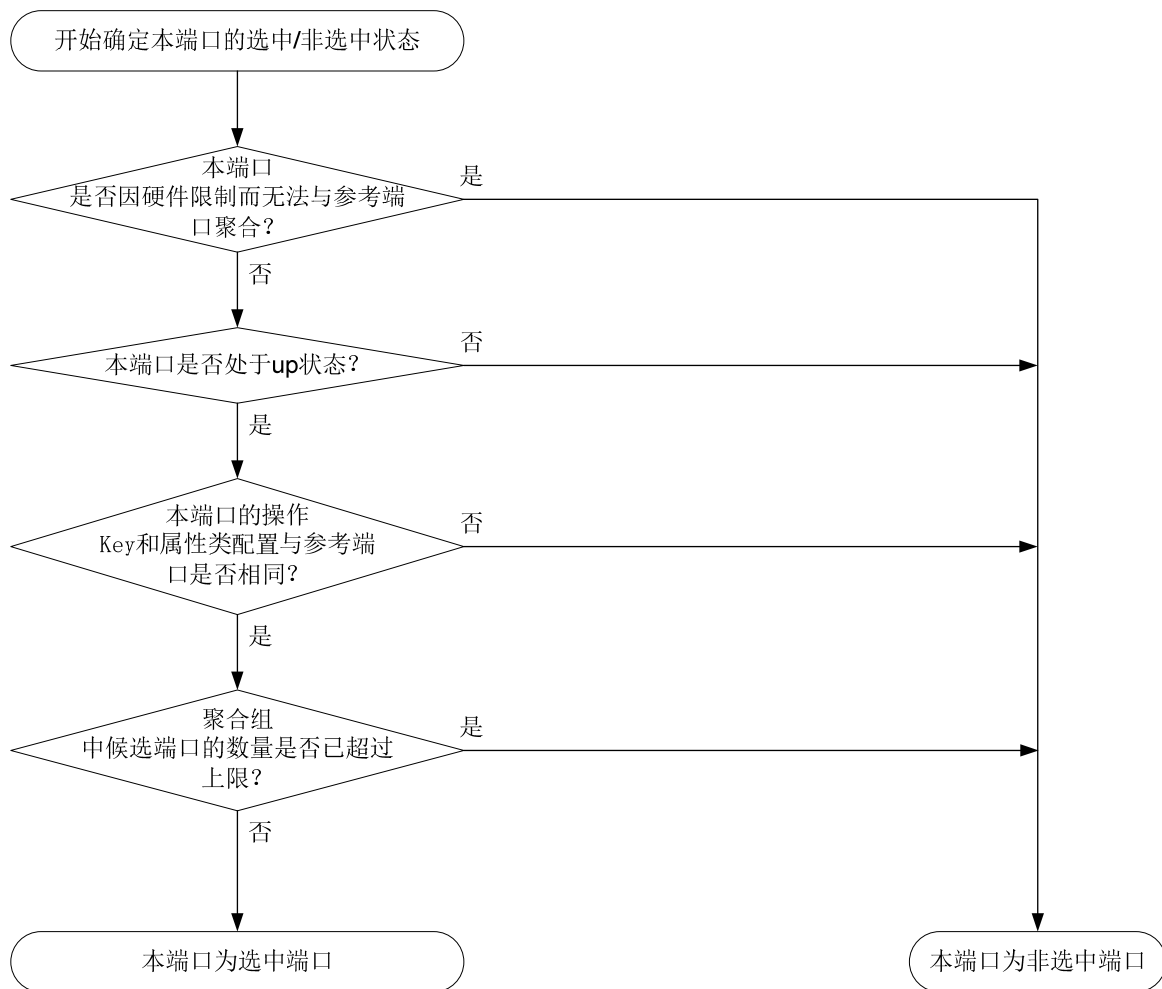 开始确定本端口的选中/非选中状态
本端口
是否因硬件限制而无法与参考端
口聚合？
是
否
本端口是否处于up状态？
否
是
本端口的操作
Key和属性类配置与参考端
口是否相同？
否
是
聚合组
中候选端口的数量是否已超过
上限？
是
否
本端口为选中端口
本端口为非选中端口